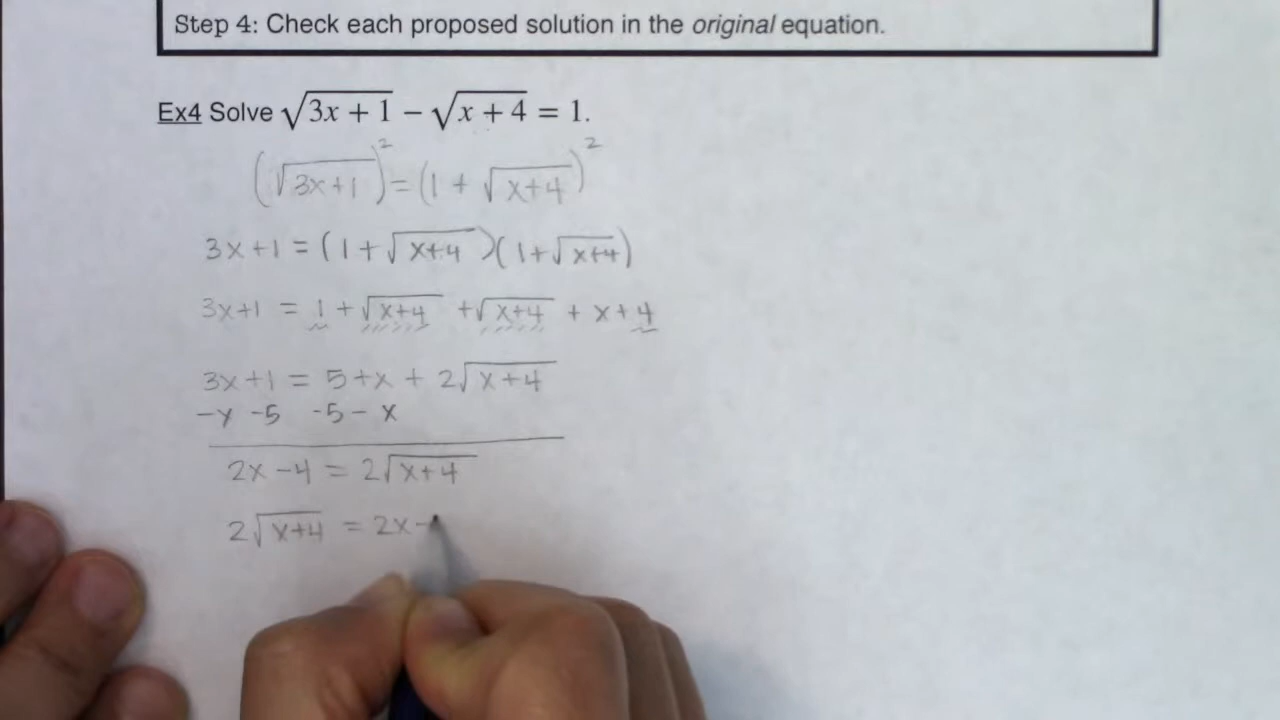 Step 4: Check each proposed solution in the original equation.
Ex4 Solve √(3x + 1) − √(x + 4) = 1.
(√(3x+1))² = (1 + √(x+4))²
3x+1 = (1+√(x+4))(1+√(x+4))
3x+1 = 1 + √(x+4) + √(x+4) + x+4
3x+1 = 5+x + 2√(x+4)
-x -5 -5 - x
2x-4 = 2√(x+4)
2√(x+4) = 2x-